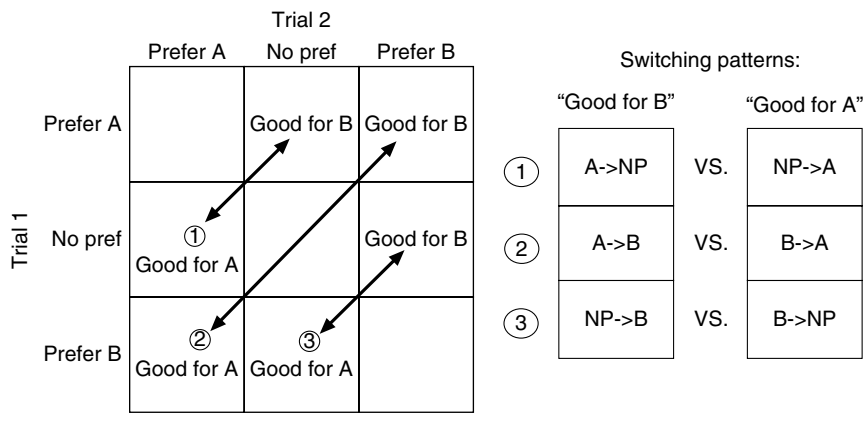 Trial 2
Prefer A No pref Prefer B
Trial 1
Prefer A
Good for B Good for B
No pref
1
Good for A
Good for B
Prefer B
2 3
Good for A Good for A
Switching patterns:
“Good for B” “Good for A”
1 A->NP VS. NP->A
2 A->B VS. B->A
3 NP->B VS. B->NP